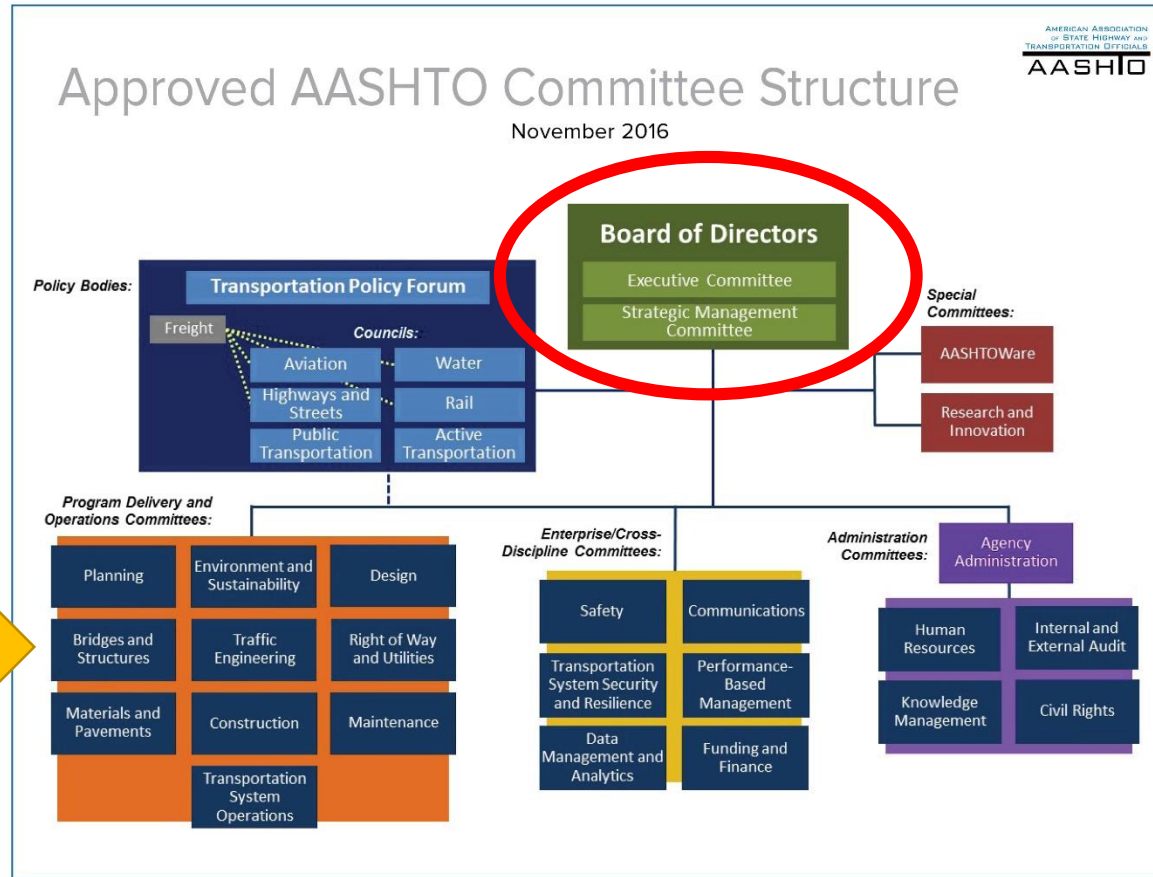 AMERICAN ASSOCIATION
OF STATE HIGHWAY AND
TRANSPORTATION OFFICIALS
AASHTO
Approved AASHTO Committee Structure
November 2016
Board of Directors
Executive Committee
Strategic Management
Committee
Policy Bodies:
Transportation Policy Forum
Freight
Councils:
Aviation
Water
Highways and
Streets
Rail
Public
Transportation
Active
Transportation
Special
Committees:
AASHTOWare
Research and
Innovation
Program Delivery and
Operations Committees:
Planning
Environment and
Sustainability
Design
Bridges and
Structures
Traffic
Engineering
Right of Way
and Utilities
Materials and
Pavements
Construction
Maintenance
Transportation
System
Operations
Enterprise/Cross-
Discipline Committees:
Safety
Communications
Transportation
System Security
and Resilience
Performance-
Based
Management
Data
Management and
Analytics
Funding and
Finance
Administration
Committees:
Agency
Administration
Human
Resources
Internal and
External Audit
Knowledge
Management
Civil Rights